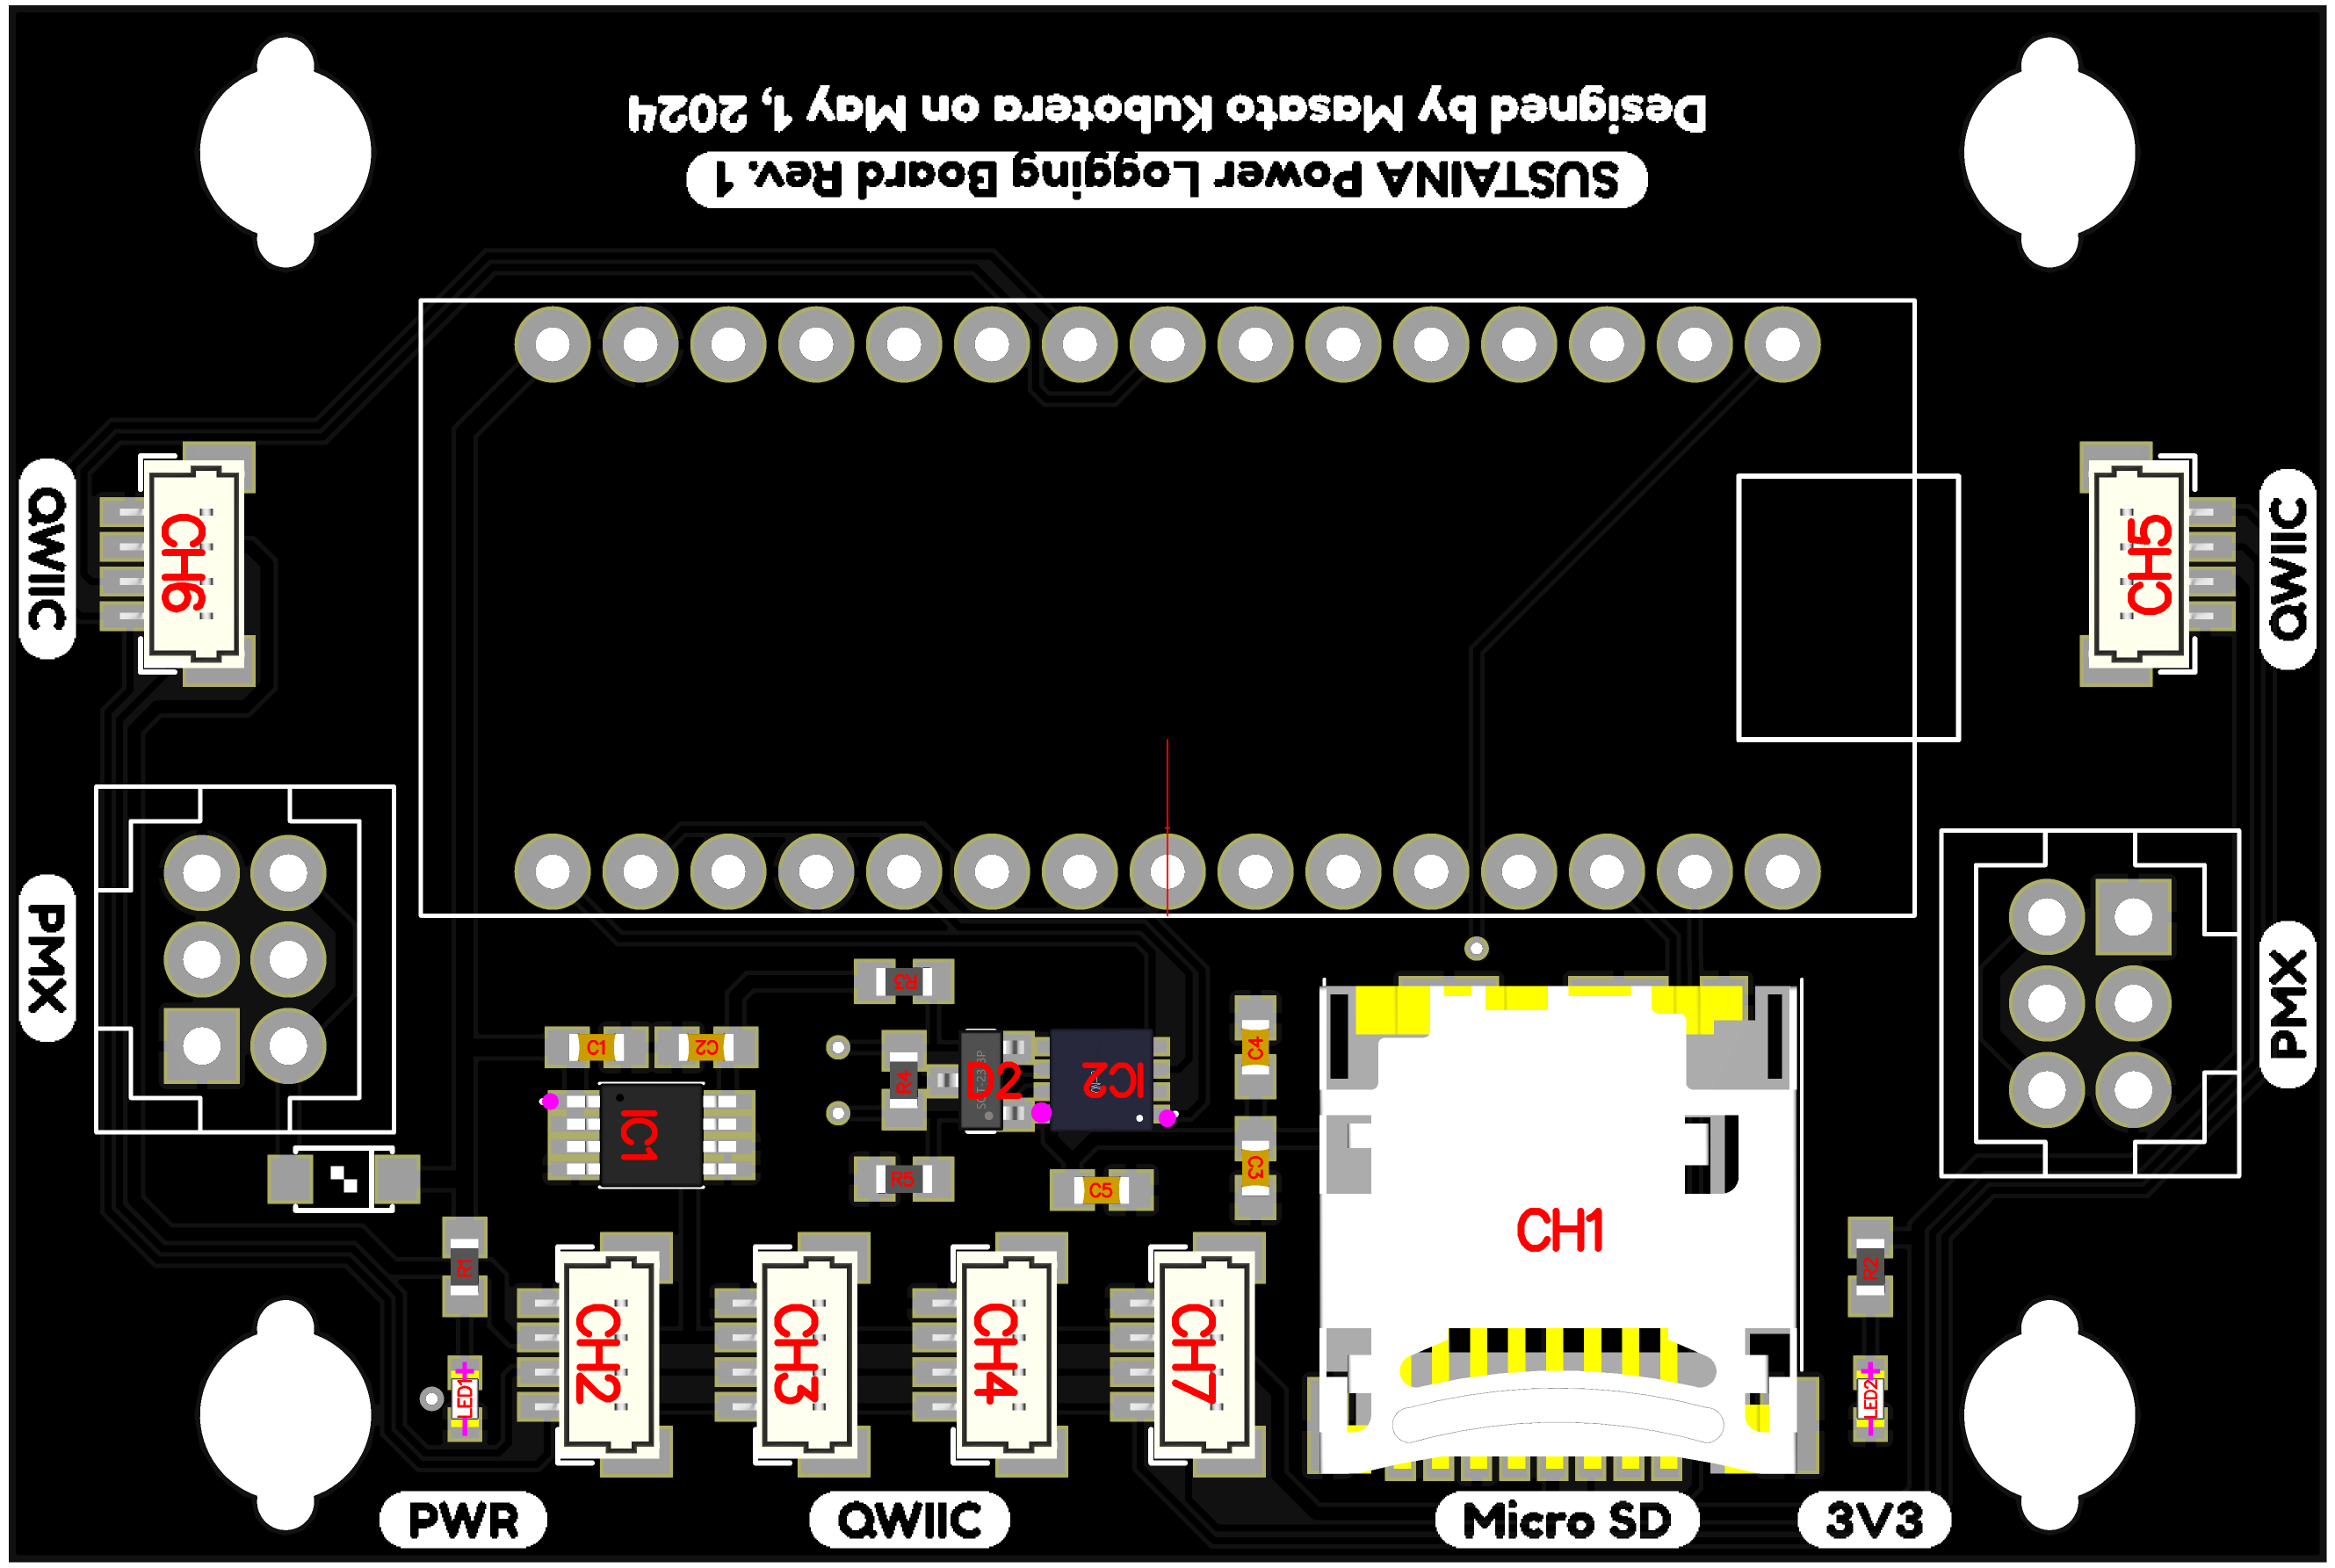 Designed by Masato Kubotera on May 1, 2024
SUSTAINA Power Logging Board Rev. 1
QWIIC
CH6
CH5
QWIIC
PMX
PMX
R3
C1
C2
R4
D2
IC2
C4
IC1
R5
C5
C3
CH1
R1
R2
CH2
CH3
CH4
CH7
LED1
LED2
PWR
QWIIC
Micro SD
3V3